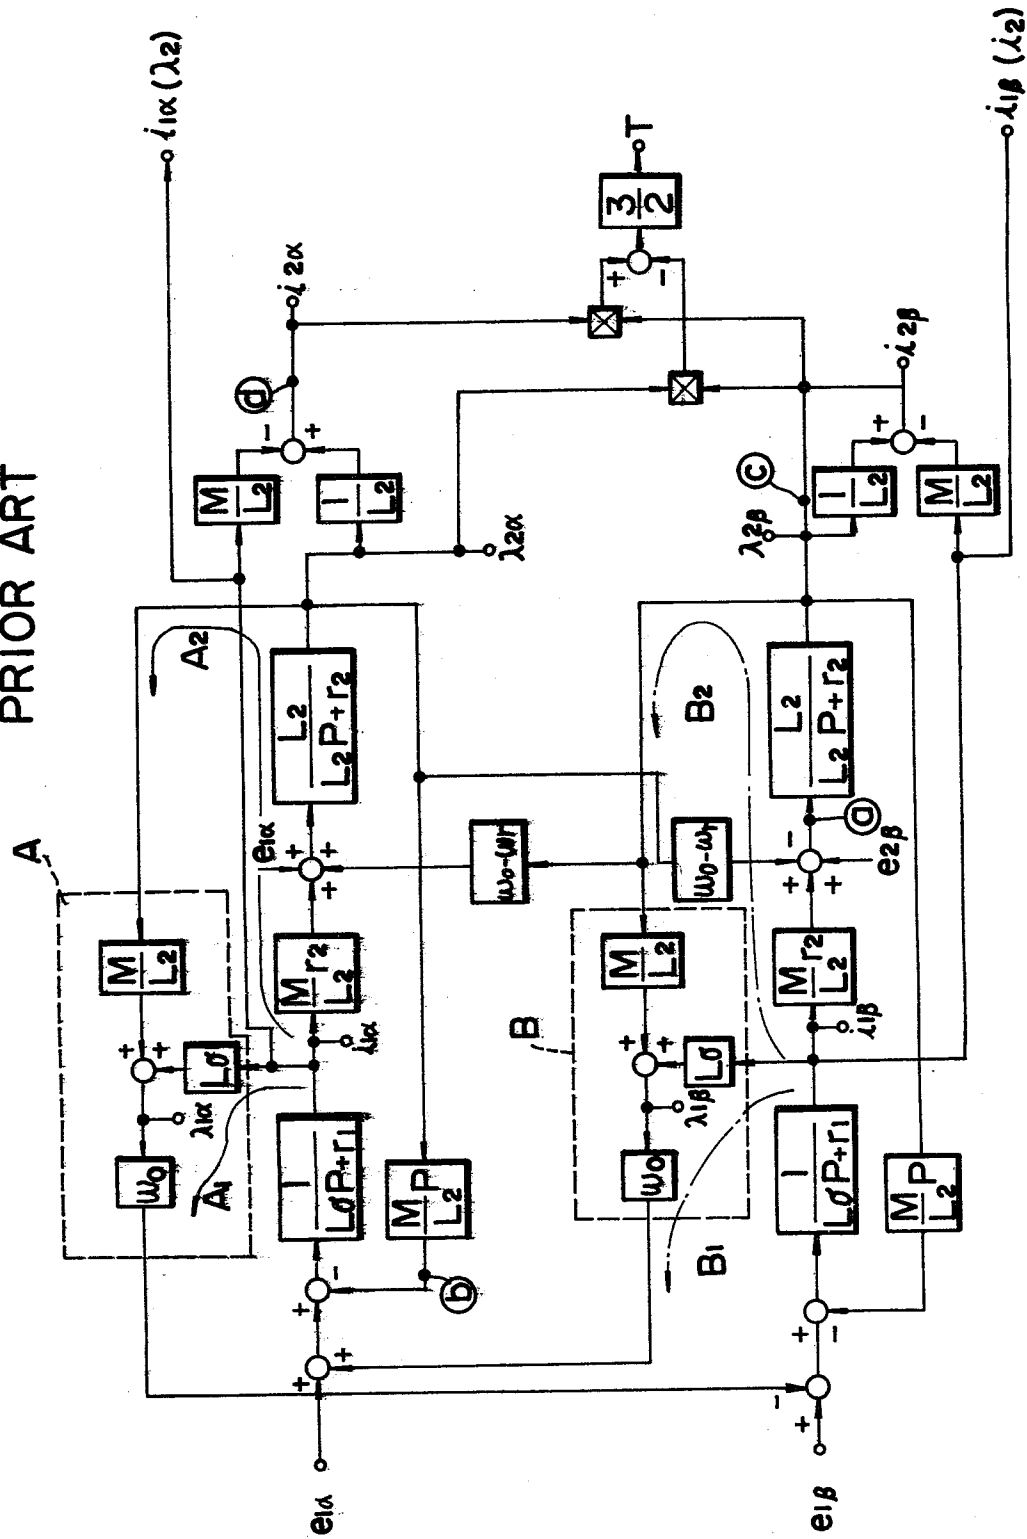 PRIOR ART
A
ω0
λ1α
+
+
Lσ
M
L2
A1
A2
e1α
+
+
+
-
1
LσP+r1
i1α
M
L2
r2
e1α
+
+
+
L2
L2P+r2
M
L2
P
b
M
L2
1
L2
-
+
d
i2α
i1α(λ2)
λ2α
ω0-ωr
ω0-ωr
B
ω0
λ1β
+
+
Lσ
M
L2
B1
B2
+
-
3
2
T
e1β
+
-
+
-
1
LσP+r1
i1β
M
L2
r2
+
+
-
a
e2β
L2
L2P+r2
M
L2
P
λ2β
c
1
L2
M
L2
+
-
i2β
i1β(i2)